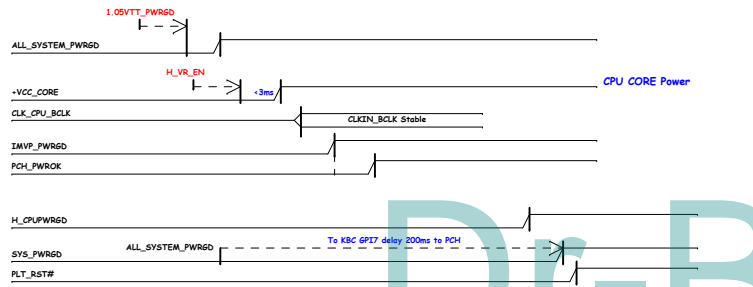 1.05VTT_PWRGD
ALL_SYSTEM_PWRGD
H_VR_EN
+VCC_CORE
<3ms
CPU CORE Power
CLK_CPU_BCLK
CLKIN_BCLK Stable
IMVP_PWRGD
PCH_PWROK
H_CPUPWRGD
ALL_SYSTEM_PWRGD
To KBC GPI7 delay 200ms to PCH
SYS_PWRGD
PLT_RST#
Dr-B